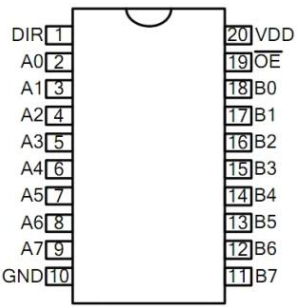 DIR 1 20 VDD
A0 2 19 OE
A1 3 18 B0
A2 4 17 B1
A3 5 16 B2
A4 6 15 B3
A5 7 14 B4
A6 8 13 B5
A7 9 12 B6
GND 10 11 B7